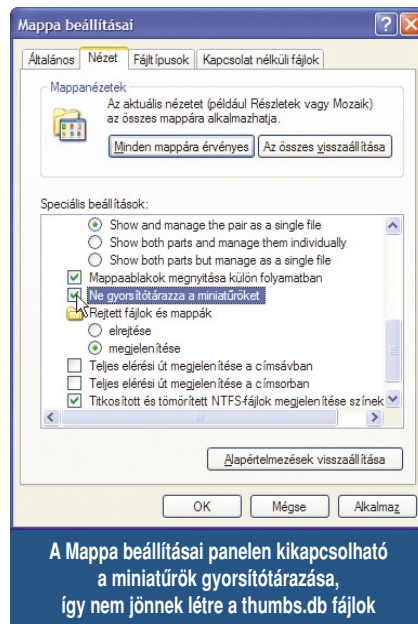 Mappa beállításai
Általános
Nézet
Fájltípusok
Kapcsolat nélküli fájlok
Mappanézetek
Az aktuális nézetet (például Részletek vagy Mozaik)
az összes mappára alkalmazhatja.
Minden mappára érvényes
Az összes visszaállítása
Speciális beállítások:
Show and manage the pair as a single file
Show both parts and manage them individually
Show both parts but manage as a single file
Mappaablakok megnyitása külön folyamatban
Ne gyorsítótárazza a miniatűröket
Rejtett fájlok és mappák
elrejtése
megjelenítése
Teljes elérési út megjelenítése a címsávban
Teljes elérési út megjelenítése a címsorban
Titkosított és tömörített NTFS-fájlok megjelenítése színek
Alapértelmezések visszaállítása
OK
Mégse
Alkalmaz
A Mappa beállításai panelen kikapcsolható
a miniatűrök gyorsítótárazása,
így nem jönnek létre a thumbs.db fájlok